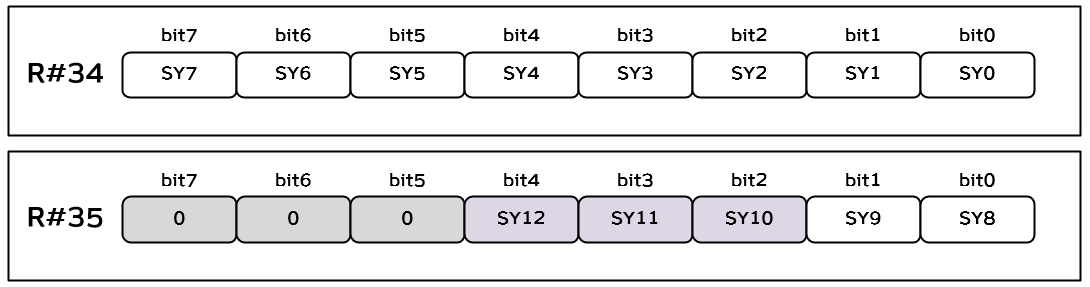 bit7 bit6 bit5 bit4 bit3 bit2 bit1 bit0
R#34 SY7 SY6 SY5 SY4 SY3 SY2 SY1 SY0
bit7 bit6 bit5 bit4 bit3 bit2 bit1 bit0
R#35 0 0 0 SY12 SY11 SY10 SY9 SY8